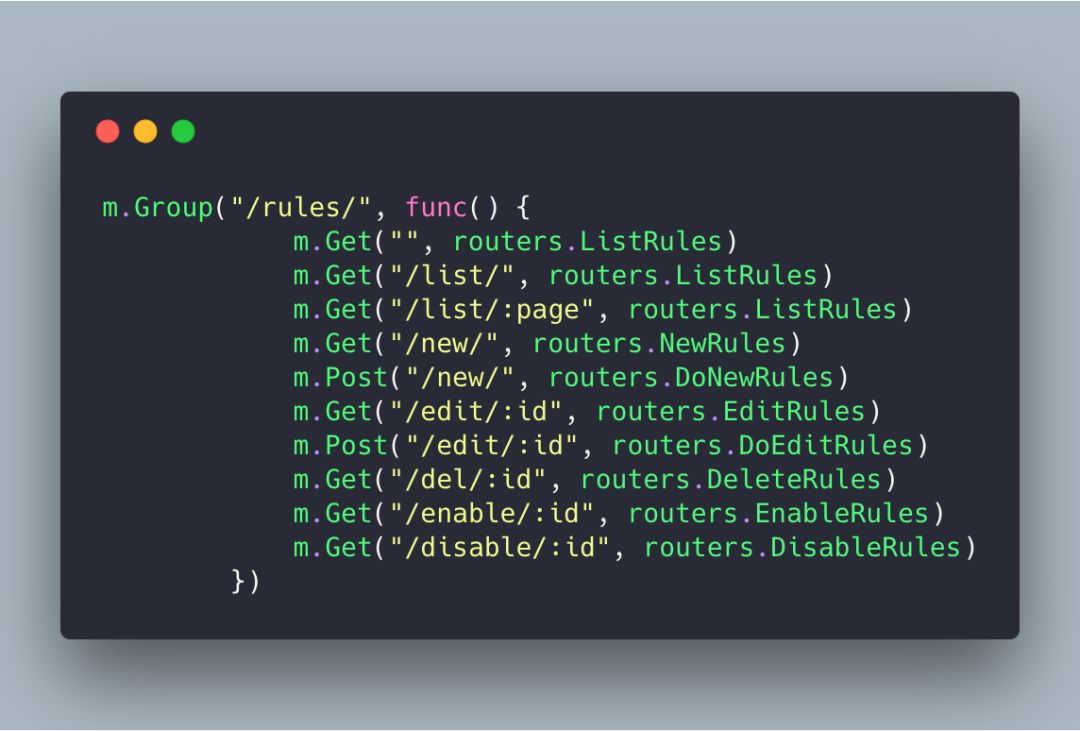 m.Group("/rules/", func() {
m.Get("", routers.ListRules)
m.Get("/list/", routers.ListRules)
m.Get("/list/:page", routers.ListRules)
m.Get("/new/", routers.NewRules)
m.Post("/new/", routers.DoNewRules)
m.Get("/edit/:id", routers.EditRules)
m.Post("/edit/:id", routers.DoEditRules)
m.Get("/del/:id", routers.DeleteRules)
m.Get("/enable/:id", routers.EnableRules)
m.Get("/disable/:id", routers.DisableRules)
})